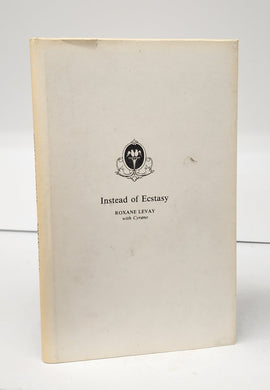 Instead of Ecstasy
ROXANE LEVAY
with Cyrano